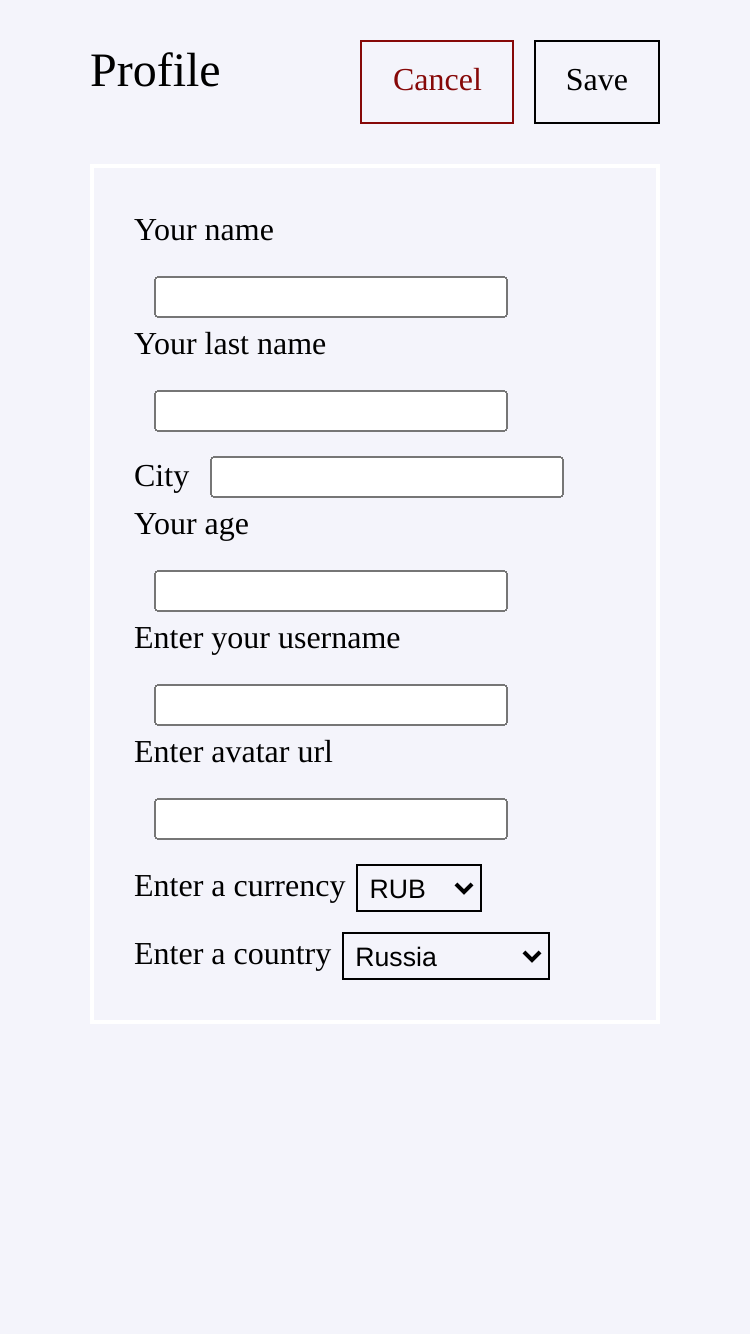 Profile Cancel Save
Your name
Your last name
City
Your age
Enter your username
Enter avatar url
Enter a currency RUB
Enter a country Russia